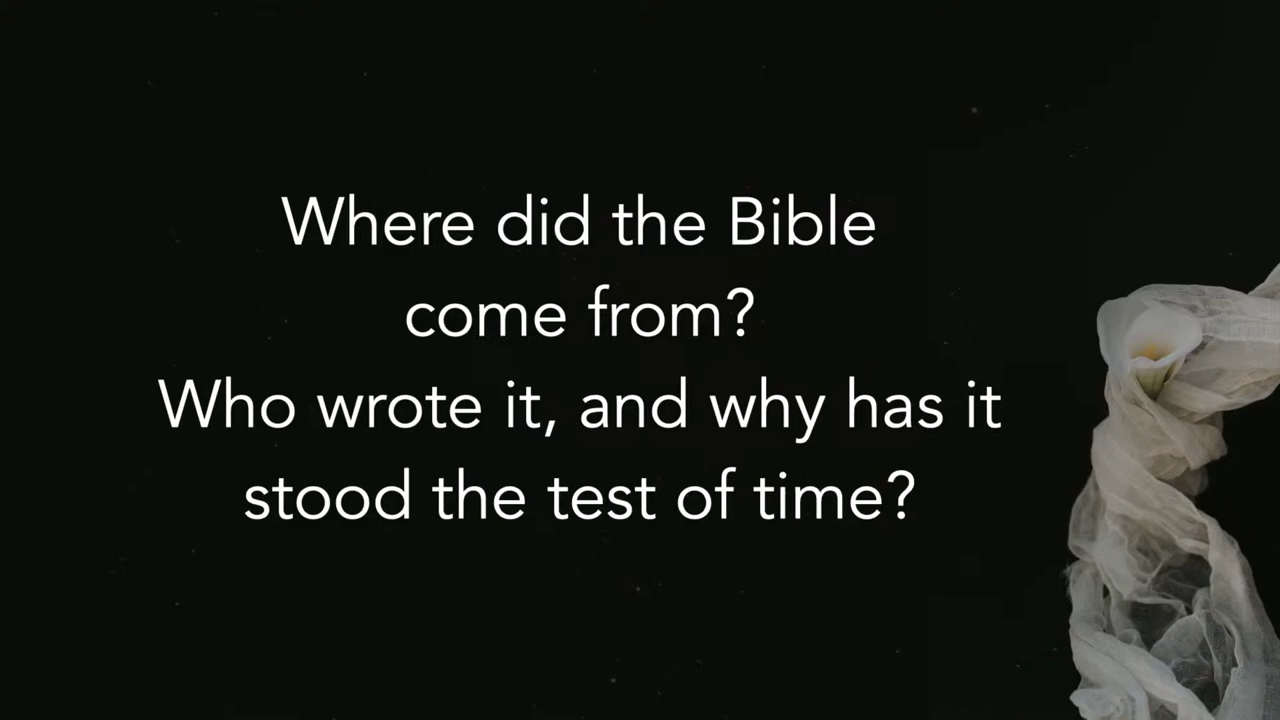 Where did the Bible
come from?
Who wrote it, and why has it
stood the test of time?